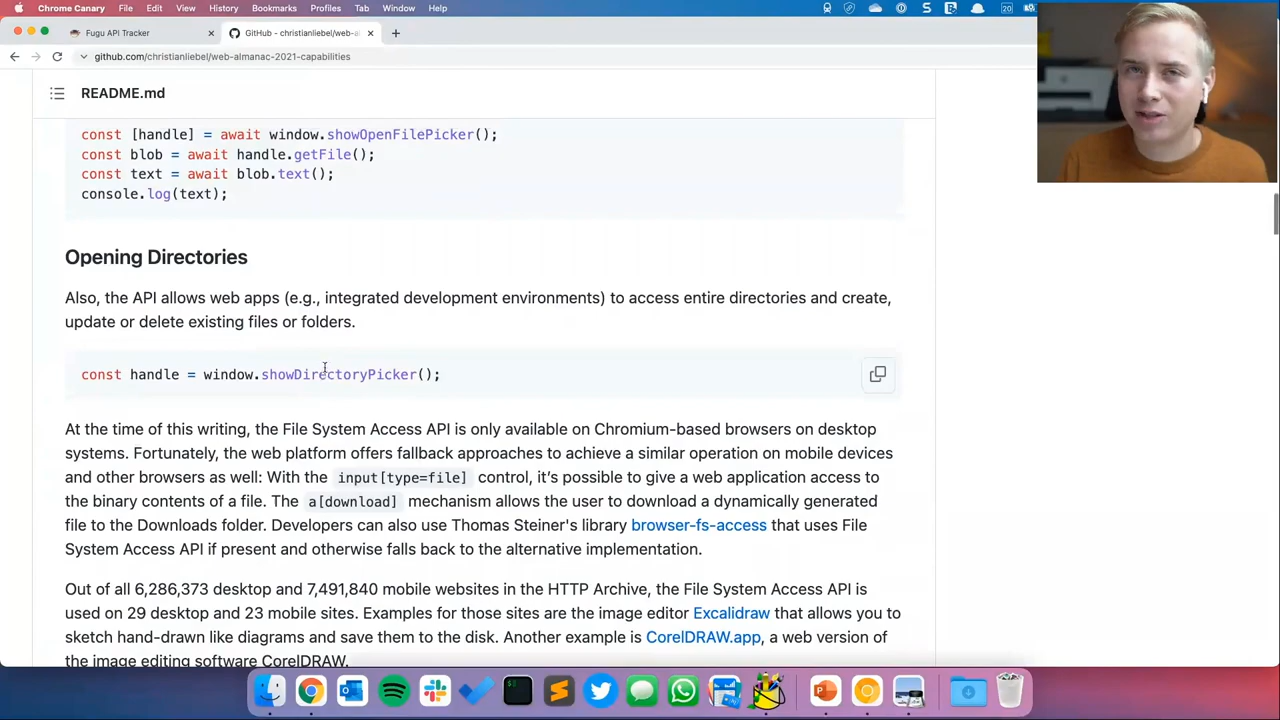 Chrome Canary File Edit View History Bookmarks Profiles Tab Window Help
20
Fugu API Tracker
GitHub - christianliebel/web-al
github.com/christianliebel/web-almanac-2021-capabilities
README.md
const [handle] = await window.showOpenFilePicker();
const blob = await handle.getFile();
const text = await blob.text();
console.log(text);
Opening Directories
Also, the API allows web apps (e.g., integrated development environments) to access entire directories and create,
update or delete existing files or folders.
const handle = window.showDirectoryPicker();
At the time of this writing, the File System Access API is only available on Chromium-based browsers on desktop
systems. Fortunately, the web platform offers fallback approaches to achieve a similar operation on mobile devices
and other browsers as well: With the input[type=file] control, it's possible to give a web application access to
the binary contents of a file. The a[download] mechanism allows the user to download a dynamically generated
file to the Downloads folder. Developers can also use Thomas Steiner's library browser-fs-access that uses File
System Access API if present and otherwise falls back to the alternative implementation.
Out of all 6,286,373 desktop and 7,491,840 mobile websites in the HTTP Archive, the File System Access API is
used on 29 desktop and 23 mobile sites. Examples for those sites are the image editor Excalidraw that allows you to
sketch hand-drawn like diagrams and save them to the disk. Another example is CorelDRAW.app, a web version of
the image editing software CorelDRAW.